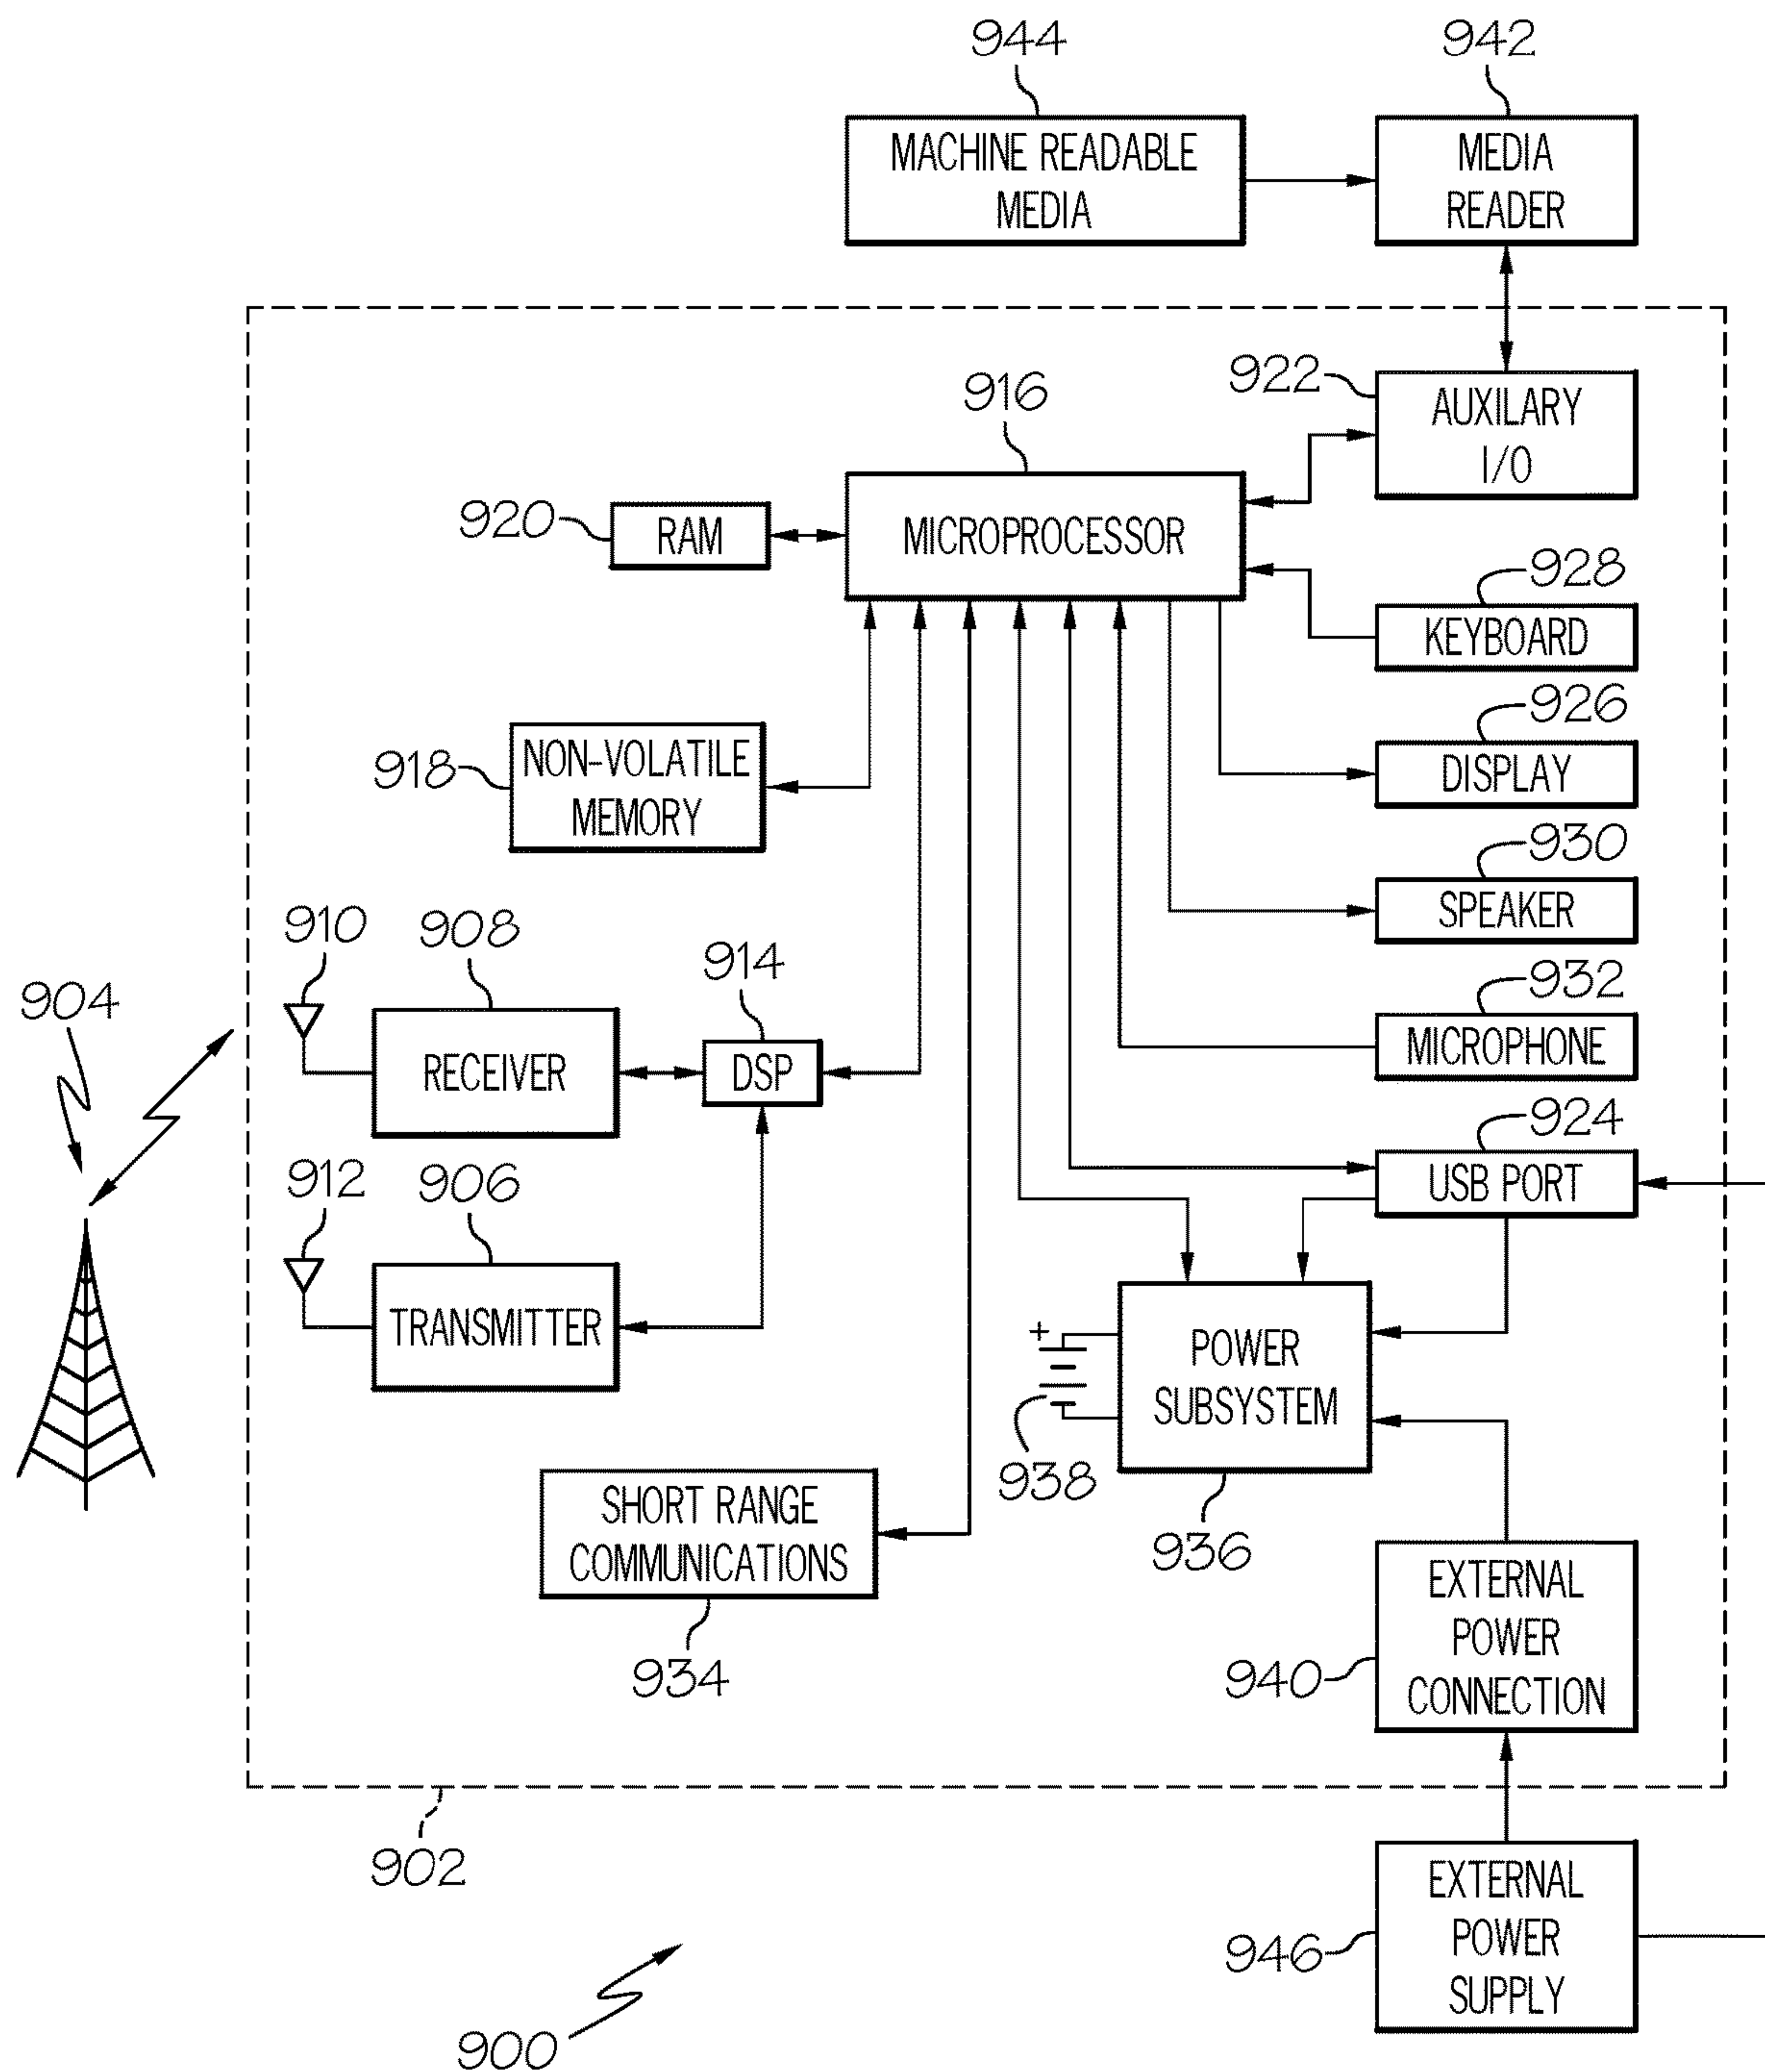 944
942
MACHINE READABLE
MEDIA
MEDIA
READER
922
AUXILARY
I/O
916
920
RAM
MICROPROCESSOR
928
KEYBOARD
926
DISPLAY
918
NON-VOLATILE
MEMORY
930
SPEAKER
910
908
914
932
904
RECEIVER
DSP
MICROPHONE
924
USB PORT
912
906
TRANSMITTER
+
POWER
SUBSYSTEM
938
936
SHORT RANGE
COMMUNICATIONS
934
EXTERNAL
POWER
CONNECTION
940
902
EXTERNAL
POWER
SUPPLY
946
900